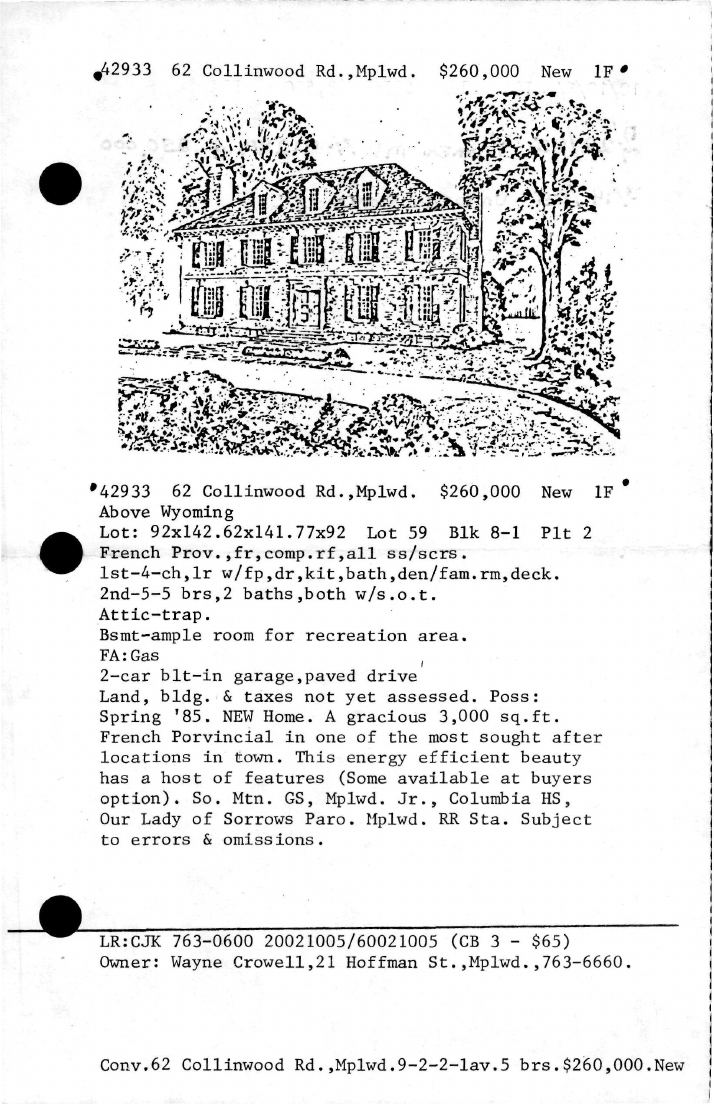 42933 62 Collinwood Rd.,Mplwd. $260,000 New 1F
42933 62 Collinwood Rd.,Mplwd. $260,000 New 1F
Above Wyoming
Lot: 92x142.62x141.77x92 Lot 59 Blk 8-1 Plt 2
French Prov.,fr,comp.rf,all ss/scrs.
1st-4-ch,lr w/fp,dr,kit,bath,den/fam.rm,deck.
2nd-5-5 brs,2 baths,both w/s.o.t.
Attic-trap.
Bsmt-ample room for recreation area.
FA:Gas
2-car blt-in garage,paved drive
Land, bldg. & taxes not yet assessed. Poss:
Spring '85. NEW Home. A gracious 3,000 sq.ft.
French Porvincial in one of the most sought after
locations in town. This energy efficient beauty
has a host of features (Some available at buyers
option). So. Mtn. GS, Mplwd. Jr., Columbia HS,
Our Lady of Sorrows Paro. Mplwd. RR Sta. Subject
to errors & omissions.
LR:CJK 763-0600 20021005/60021005 (CB 3 - $65)
Owner: Wayne Crowell,21 Hoffman St.,Mplwd.,763-6660.
Conv.62 Collinwood Rd.,Mplwd.9-2-2-1av.5 brs.$260,000.New